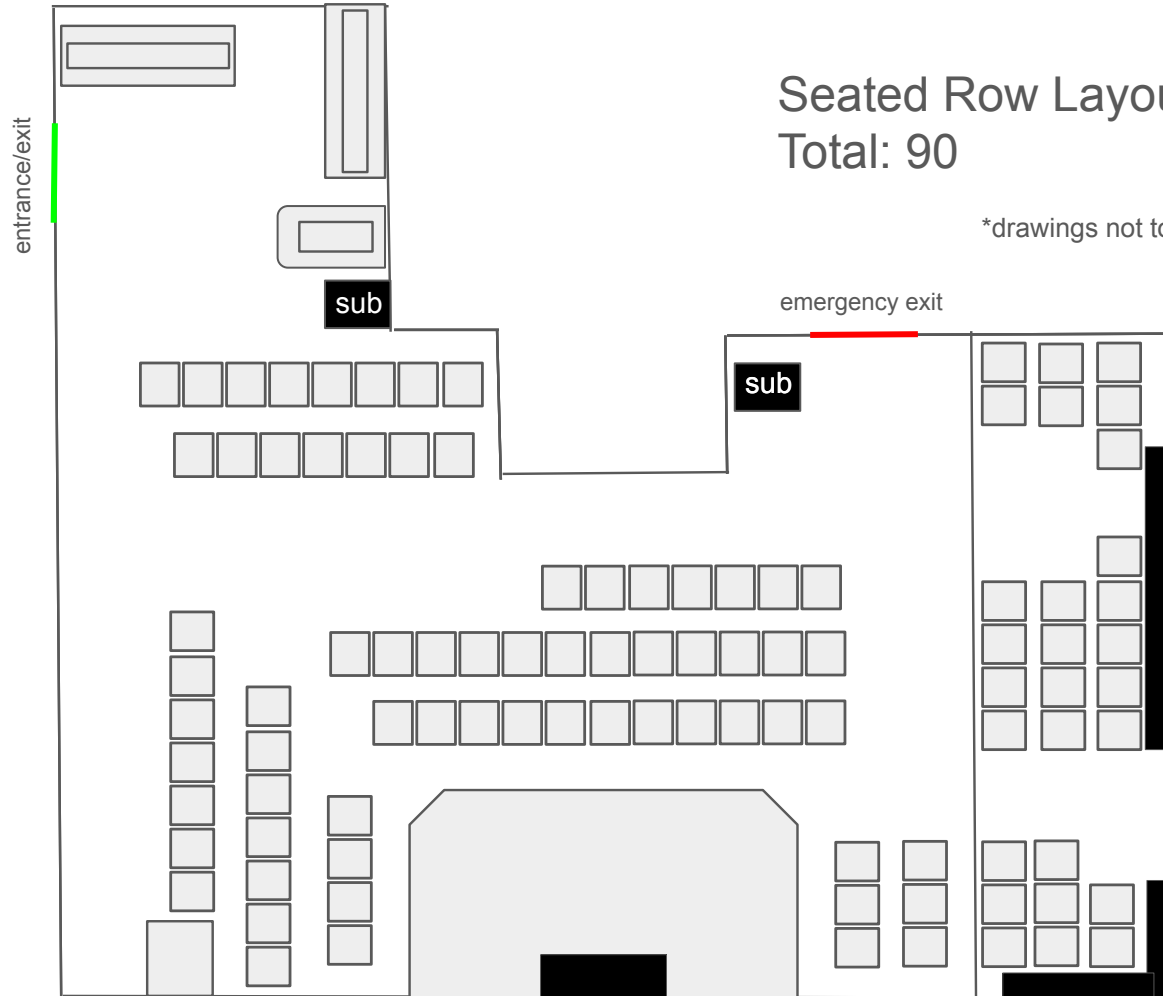 Seated Row Layou
Total: 90
entrance/exit
*drawings not to
sub
emergency exit
sub